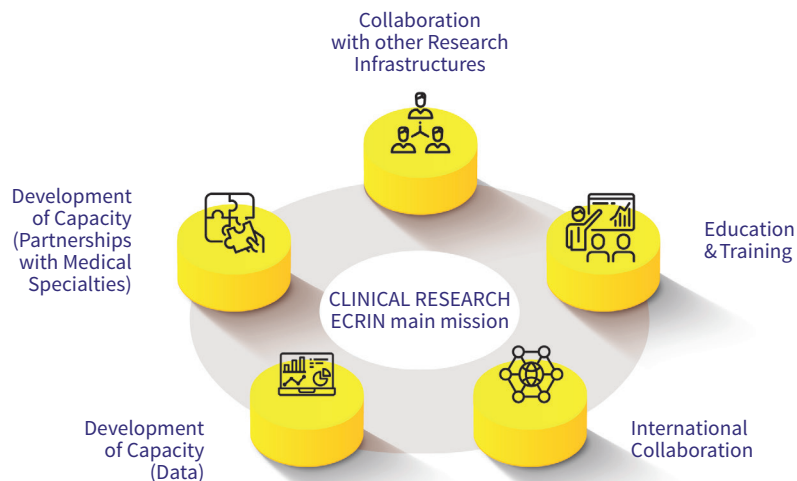 Collaboration
with other Research
Infrastructures
Development
of Capacity
(Partnerships
with Medical
Specialties)
Education
& Training
CLINICAL RESEARCH
ECRIN main mission
Development
of Capacity
(Data)
International
Collaboration